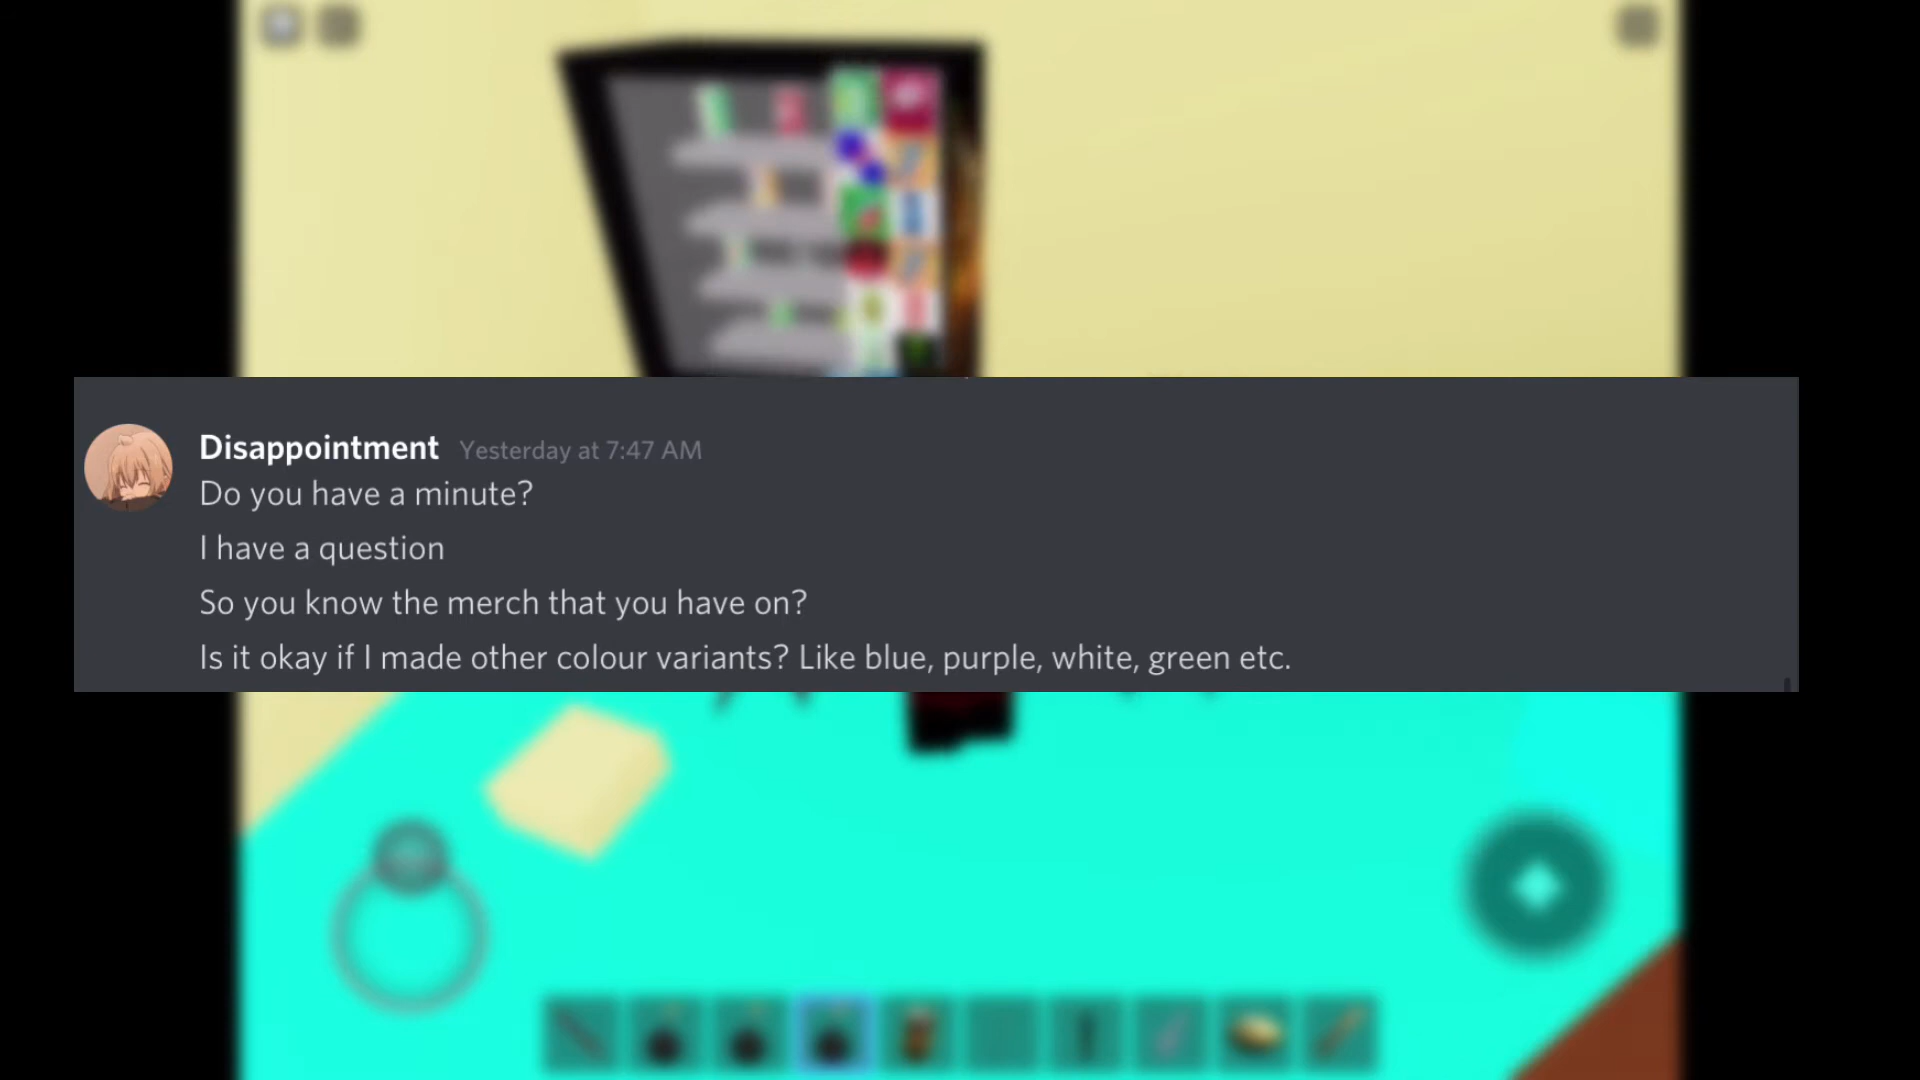 Disappointment Yesterday at 7:47 AM
Do you have a minute?
I have a question
So you know the merch that you have on?
Is it okay if I made other colour variants? Like blue, purple, white, green etc.